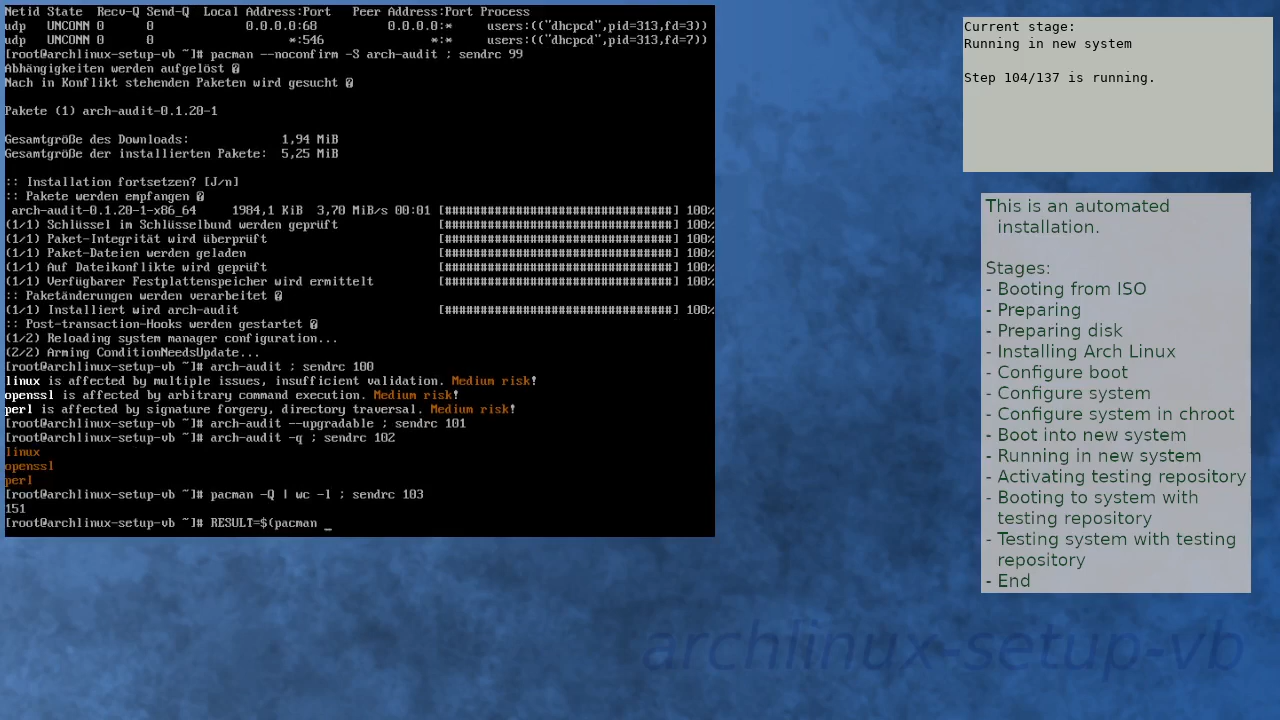 Netid State  Recv-Q Send-Q  Local Address:Port   Peer Address:Port Process
udp   UNCONN 0      0             0.0.0.0:68          0.0.0.0:*     users:(("dhcpcd",pid=313,fd=3))
udp   UNCONN 0      0                   *:546               *:*     users:(("dhcpcd",pid=313,fd=7))
[root@archlinux-setup-vb ~]# pacman --noconfirm -S arch-audit ; sendrc 99
Abhängigkeiten werden aufgelöst �
Nach in Konflikt stehenden Paketen wird gesucht �
Pakete (1) arch-audit-0.1.20-1
Gesamtgröße des Downloads:             1,94 MiB
Gesamtgröße der installierten Pakete:  5,25 MiB
:: Installation fortsetzen? [J/n]
:: Pakete werden empfangen �
 arch-audit-0.1.20-1-x86_64     1984,1 KiB  3,70 MiB/s 00:01 [################################] 100%
(1/1) Schlüssel im Schlüsselbund werden geprüft              [################################] 100%
(1/1) Paket-Integrität wird überprüft                        [################################] 100%
(1/1) Paket-Dateien werden geladen                           [################################] 100%
(1/1) Auf Dateikonflikte wird geprüft                        [################################] 100%
(1/1) Verfügbarer Festplattenspeicher wird ermittelt         [################################] 100%
:: Paketänderungen werden verarbeitet �
(1/1) Installiert wird arch-audit                            [################################] 100%
:: Post-transaction-Hooks werden gestartet �
(1/2) Reloading system manager configuration...
(2/2) Arming ConditionNeedsUpdate...
[root@archlinux-setup-vb ~]# arch-audit ; sendrc 100
linux is affected by multiple issues, insufficient validation. Medium risk!
openssl is affected by arbitrary command execution. Medium risk!
perl is affected by signature forgery, directory traversal. Medium risk!
[root@archlinux-setup-vb ~]# arch-audit --upgradable ; sendrc 101
[root@archlinux-setup-vb ~]# arch-audit -q ; sendrc 102
linux
openssl
perl
[root@archlinux-setup-vb ~]# pacman -Q | wc -l ; sendrc 103
151
[root@archlinux-setup-vb ~]# RESULT=$(pacman _
Current stage:
Running in new system
Step 104/137 is running.
This is an automated
installation.
Stages:
- Booting from ISO
- Preparing
- Preparing disk
- Installing Arch Linux
- Configure boot
- Configure system
- Configure system in chroot
- Boot into new system
- Running in new system
- Activating testing repository
- Booting to system with
testing repository
- Testing system with testing
repository
- End
archlinux-setup-vb